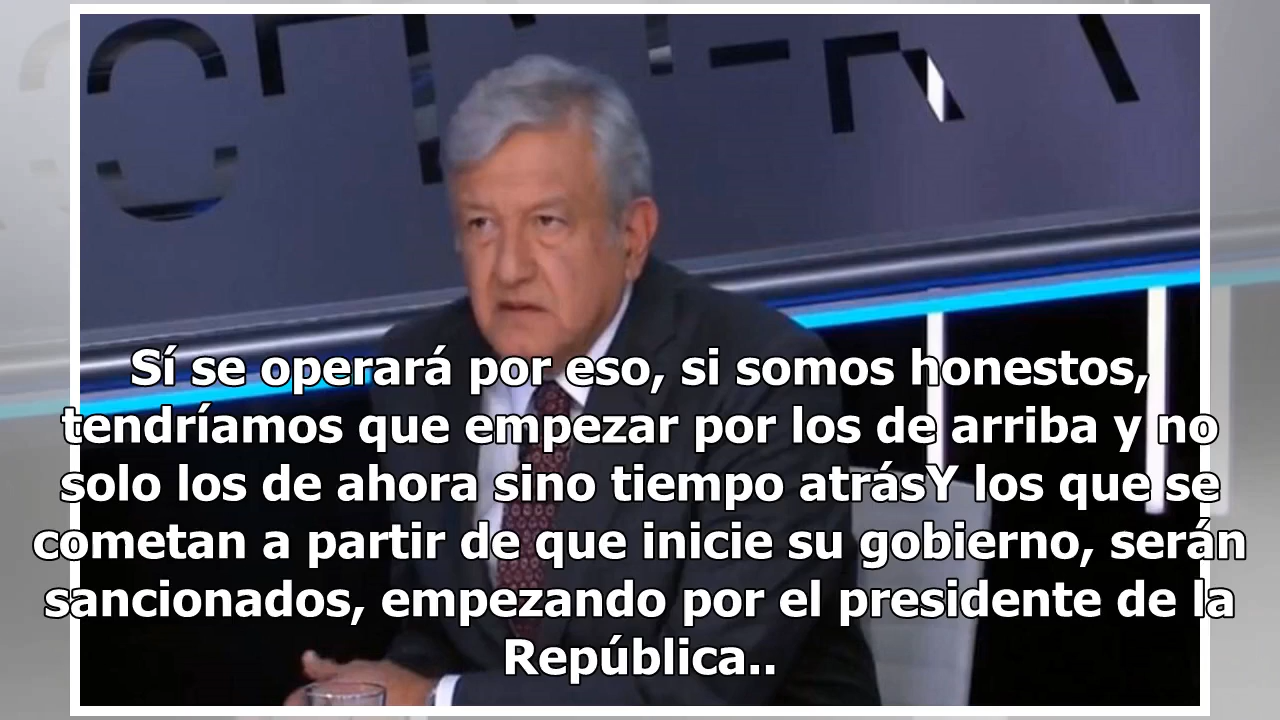 Sí se operará por eso, si somos honestos,
tendríamos que empezar por los de arriba y no
solo los de ahora sino tiempo atrásY los que se
cometan a partir de que inicie su gobierno, serán
sancionados, empezando por el presidente de la
República..